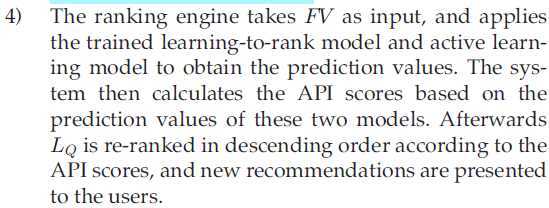 4) The ranking engine takes FV as input, and applies
the trained learning-to-rank model and active learn-
ing model to obtain the prediction values. The sys-
tem then calculates the API scores based on the
prediction values of these two models. Afterwards
L_Q is re-ranked in descending order according to the
API scores, and new recommendations are presented
to the users.